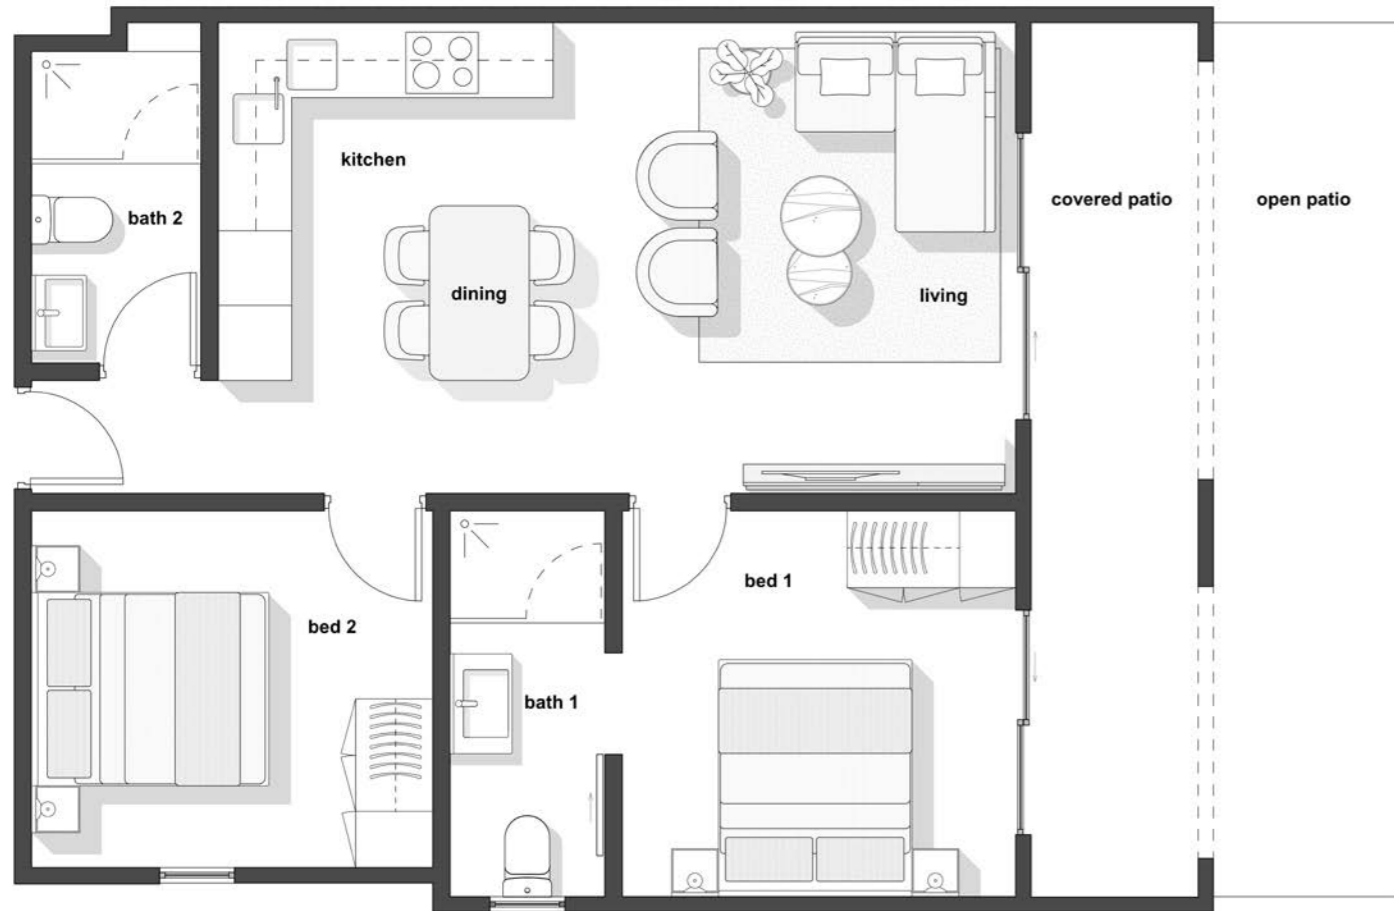 kitchen
covered patio
open patio
bath 2
dining
living
bed 1
bed 2
bath 1